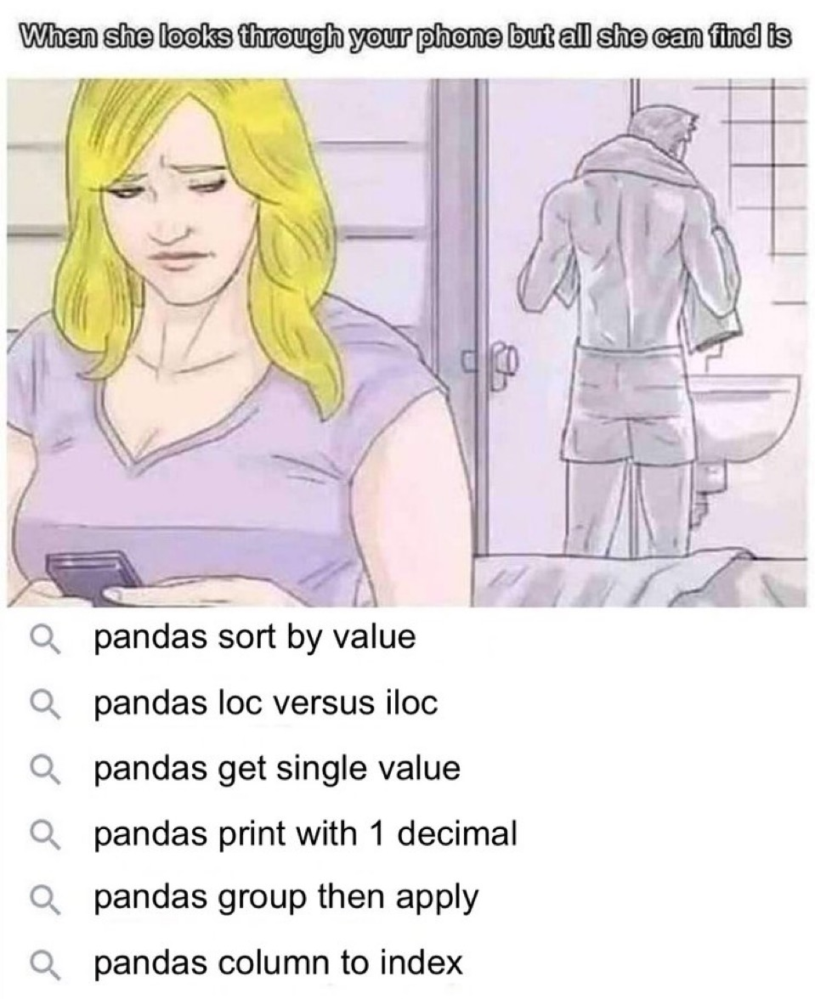 When she looks through your phone but all she can find is
pandas sort by value
pandas loc versus iloc
pandas get single value
pandas print with 1 decimal
pandas group then apply
pandas column to index